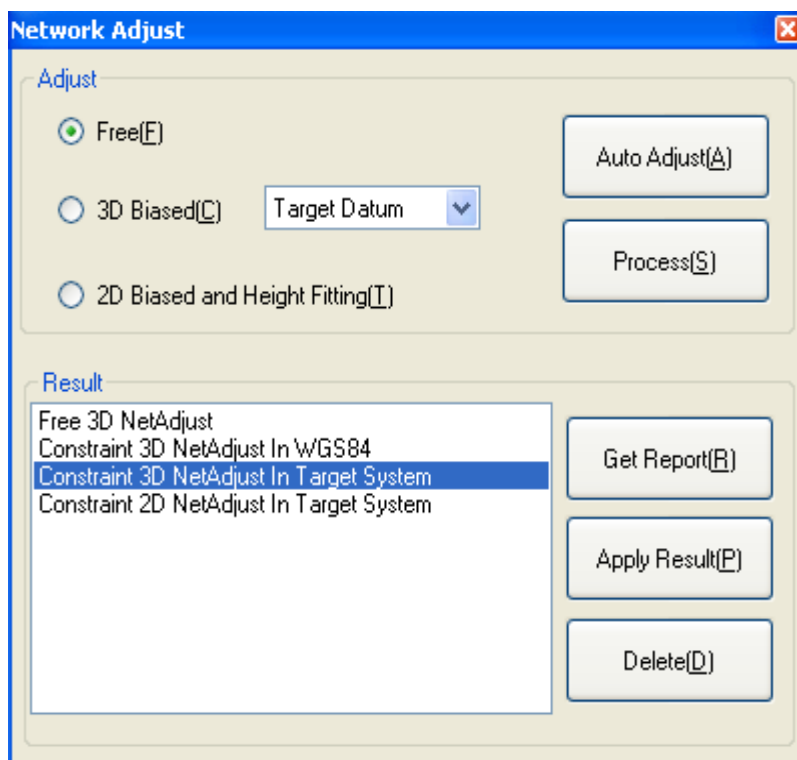 Network Adjust
Adjust
Free(F)
Auto Adjust(A)
3D Biased(C)
Target Datum
Process(S)
2D Biased and Height Fitting(T)
Result
Free 3D NetAdjust
Constraint 3D NetAdjust In WGS84
Constraint 3D NetAdjust In Target System
Constraint 2D NetAdjust In Target System
Get Report(R)
Apply Result(P)
Delete(D)